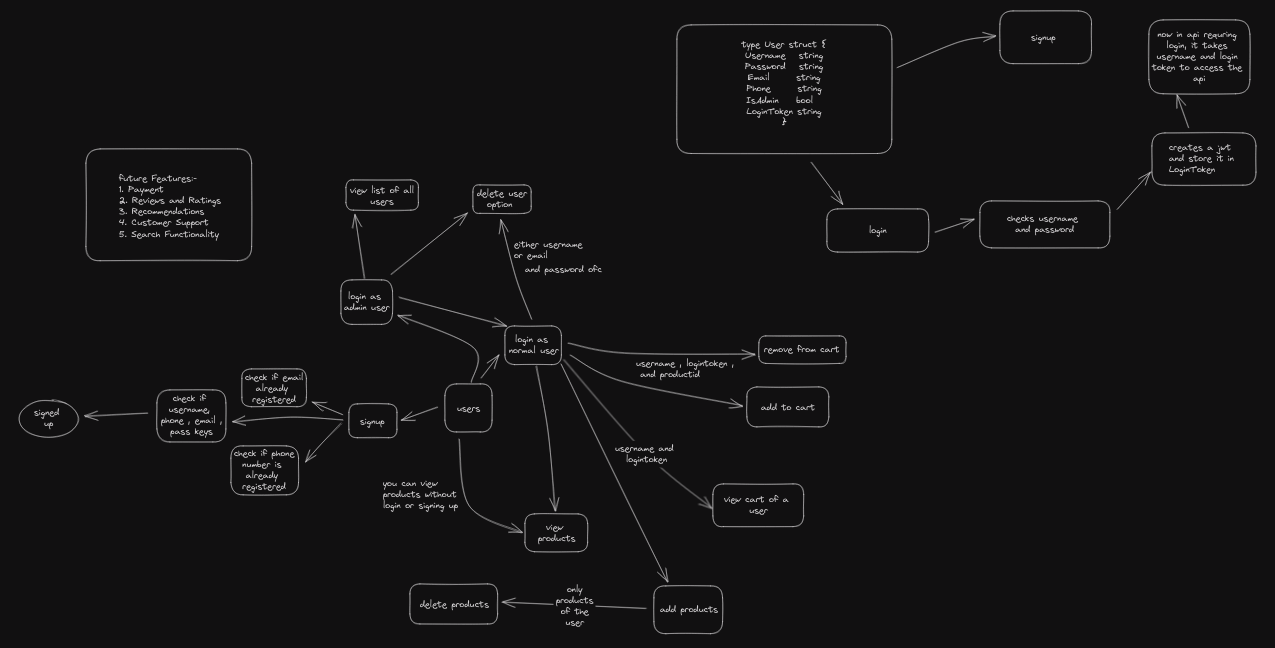 type User struct {
Username string
Password string
Email string
Phone string
IsAdmin bool
LoginToken string
}
signup
now in api requring
login, it takes
username and login
token to access the
api
creates a jwt
and store it in
LoginToken
checks username
and password
login
future Features:-
1. Payment
2. Reviews and Ratings
3. Recommendations
4. Customer Support
5. Search Functionality
view list of all
users
delete user
option
either username
or email
and password ofc
login as
admin user
login as
normal user
remove from cart
username , logintoken ,
and productid
add to cart
check if email
already
registered
check if
username,
phone , email ,
pass keys
signed
up
signup
users
check if phone
number is
already
registered
username and
logintoken
you can view
products without
login or signing up
view cart of a
user
view
products
delete products
only
products
of the
user
add products